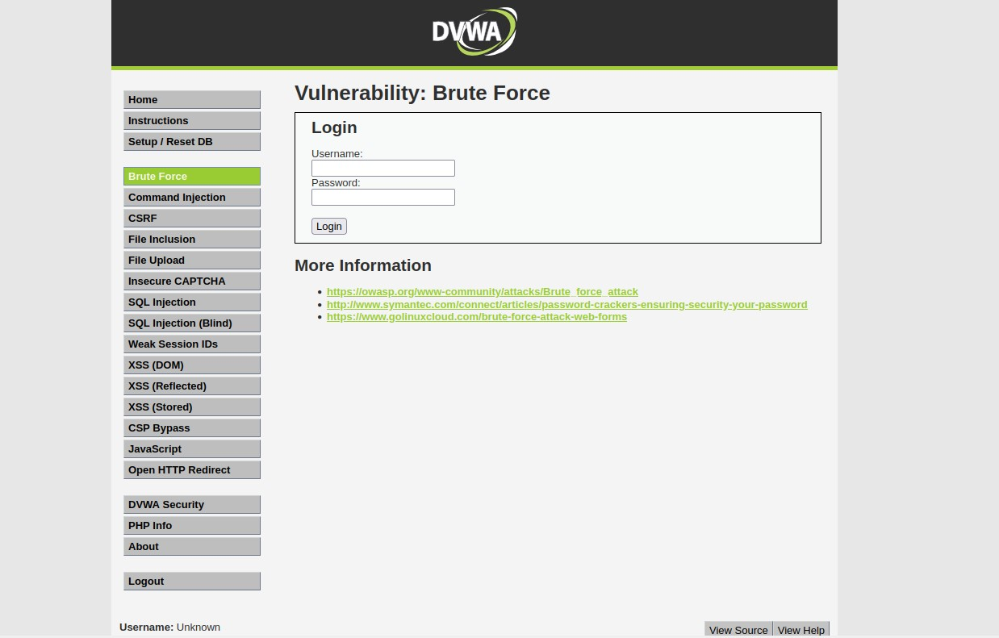 DVWA
Home
Instructions
Setup / Reset DB
Brute Force
Command Injection
CSRF
File Inclusion
File Upload
Insecure CAPTCHA
SQL Injection
SQL Injection (Blind)
Weak Session IDs
XSS (DOM)
XSS (Reflected)
XSS (Stored)
CSP Bypass
JavaScript
Open HTTP Redirect
DVWA Security
PHP Info
About
Logout
Vulnerability: Brute Force
Login
Username:
Password:
Login
More Information
• https://owasp.org/www-community/attacks/Brute_force_attack
• http://www.symantec.com/connect/articles/password-crackers-ensuring-security-your-password
• https://www.golinuxcloud.com/brute-force-attack-web-forms
Username: Unknown
View Source View Help